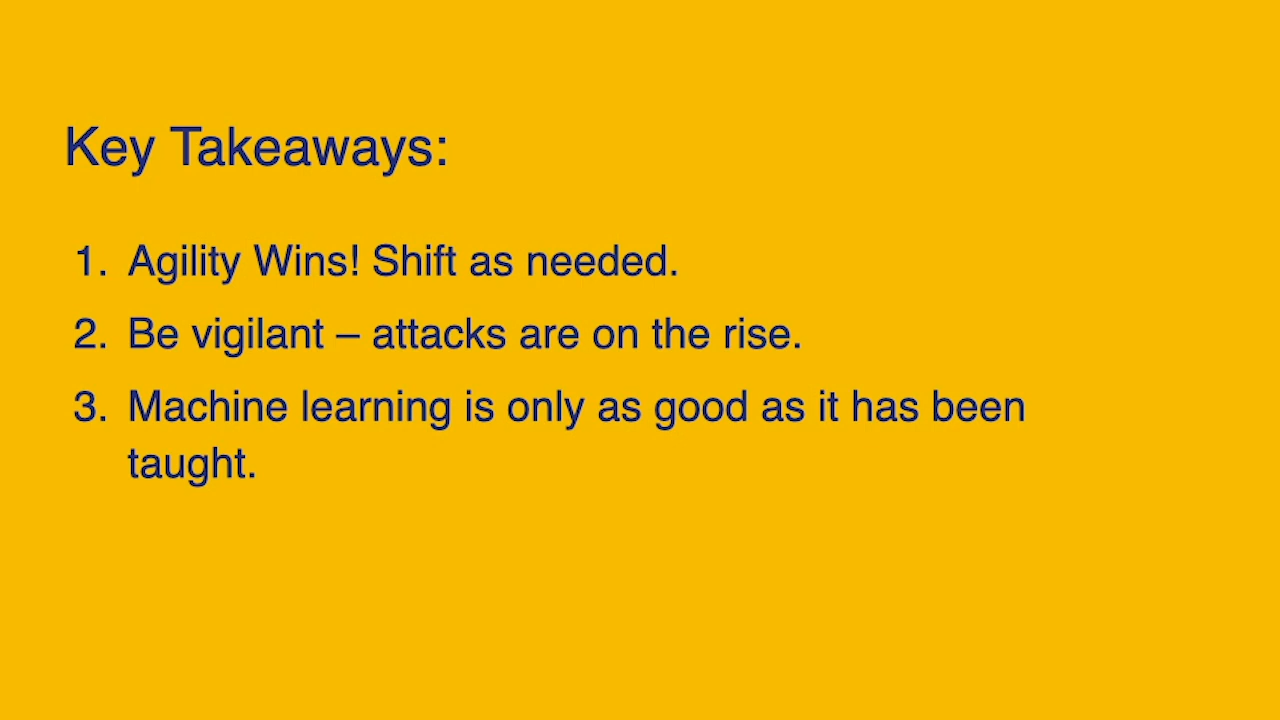 Key Takeaways:
1. Agility Wins! Shift as needed.
2. Be vigilant – attacks are on the rise.
3. Machine learning is only as good as it has been
taught.